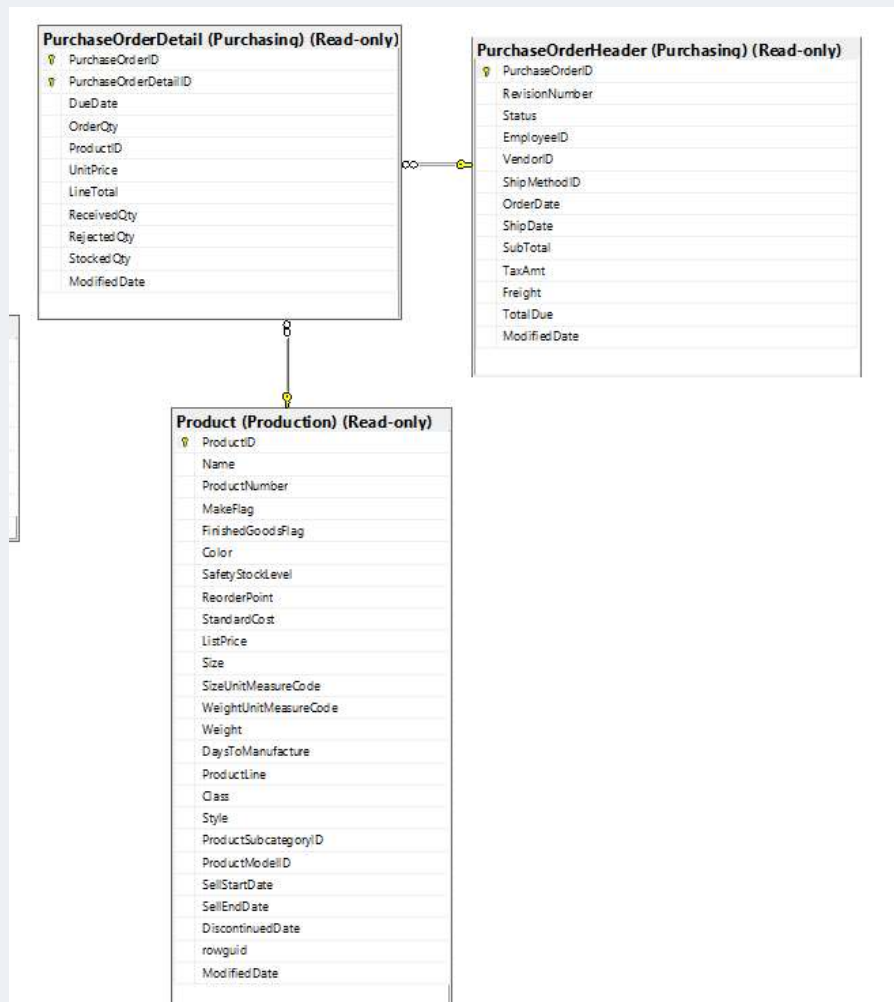 PurchaseOrderDetail (Purchasing) (Read-only)
PurchaseOrderID
PurchaseOrderDetailID
DueDate
OrderQty
ProductID
UnitPrice
LineTotal
ReceivedQty
RejectedQty
StockedQty
ModifiedDate
PurchaseOrderHeader (Purchasing) (Read-only)
PurchaseOrderID
RevisionNumber
Status
EmployeeID
VendorID
ShipMethodID
OrderDate
ShipDate
SubTotal
TaxAmt
Freight
TotalDue
ModifiedDate
Product (Production) (Read-only)
ProductID
Name
ProductNumber
MakeFlag
FinishedGoodsFlag
Color
SafetyStockLevel
ReorderPoint
StandardCost
ListPrice
Size
SizeUnitMeasureCode
WeightUnitMeasureCode
Weight
DaysToManufacture
ProductLine
Class
Style
ProductSubcategoryID
ProductModelID
SellStartDate
SellEndDate
DiscontinuedDate
rowguid
ModifiedDate